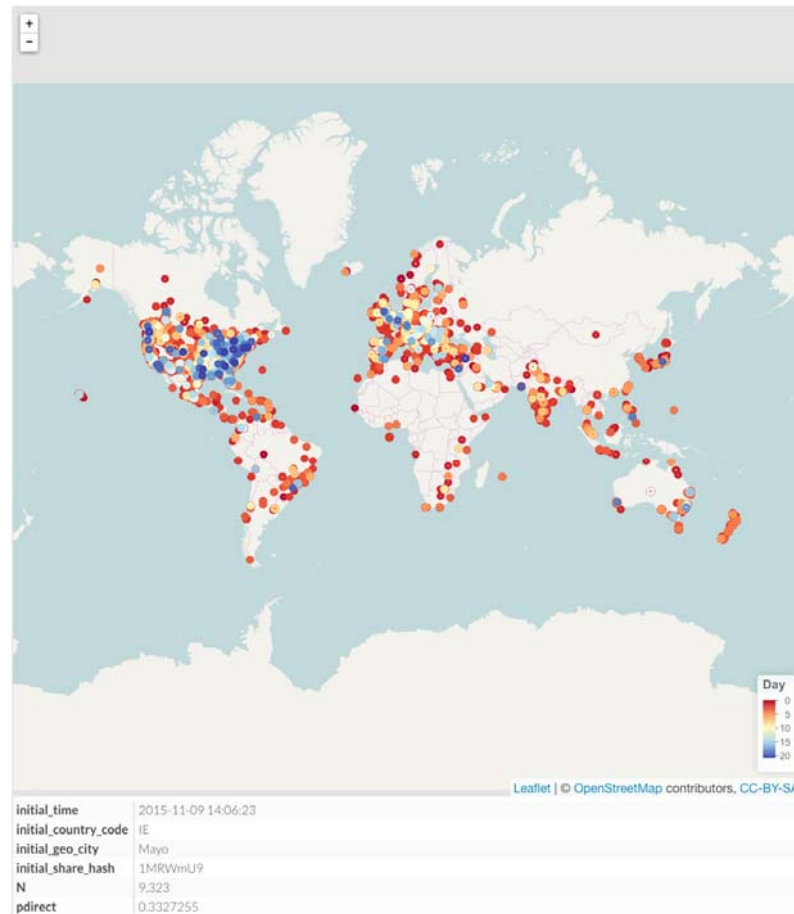 +
−
Day
0
5
10
15
20
Leaflet | © OpenStreetMap contributors, CC-BY-SA
initial_time 2015-11-09 14:06:23
initial_country_code IE
initial_geo_city Mayo
initial_share_hash 1MRWmU9
N 9,323
pdirect 0.3327255